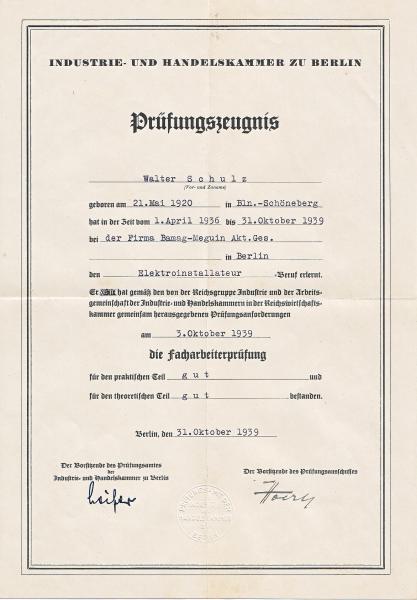 INDUSTRIE- UND HANDELSKAMMER ZU BERLIN
Prüfungszeugnis
Walter Schulz
(Vor- und Zuname)
geboren am 21.Mai 1920 in Bln.-Schöneberg
hat in der Zeit vom 1.April 1936 bis 31.Oktober 1939
bei der Firma Bamag-Meguin Akt.Ges.
in Berlin
den Elektroinstallateur -Beruf erlernt.
Er hat gemäß den von der Reichsgruppe Industrie und der Arbeits-
gemeinschaft der Industrie- und Handelskammern in der Reichswirtschafts-
kammer gemeinsam herausgegebenen Prüfungsanforderungen
am 3.Oktober 1939
die Facharbeiterprüfung
für den praktischen Teil gut und
für den theoretischen Teil gut bestanden.
Berlin, den 31.Oktober 1939
Der Vorsitzende des Prüfungsamtes
der
Industrie- und Handelskammer zu Berlin
Der Vorsitzende des Prüfungsausschusses